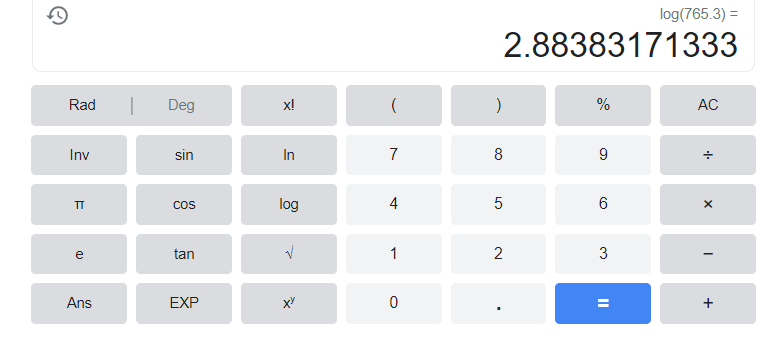 log(765.3) =
2.88383171333
Rad | Deg x! ( ) % AC
Inv sin ln 7 8 9 ÷
π cos log 4 5 6 ×
e tan √ 1 2 3 −
Ans EXP xʸ 0 . = +